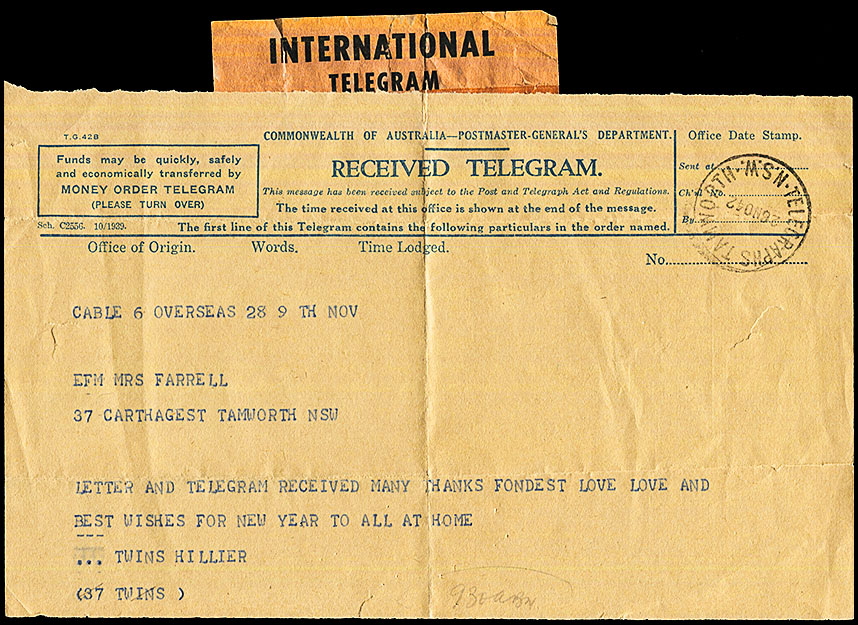 INTERNATIONAL
TELEGRAM
T.G.42B
COMMONWEALTH OF AUSTRALIA—POSTMASTER-GENERAL'S DEPARTMENT.
Office Date Stamp.
Funds may be quickly, safely
and economically transferred by
MONEY ORDER TELEGRAM
(PLEASE TURN OVER)
RECEIVED TELEGRAM.
This message has been received subject to the Post and Telegraph Act and Regulations.
The time received at this office is shown at the end of the message.
Sch. C2556. 10/1939.
The first line of this Telegram contains the following particulars in the order named.
Sent at
Ch'd No.
By
TAMWORTH·N.S.W.·TELEGRAPHS
Office of Origin. Words. Time Lodged.
No.
CABLE 6 OVERSEAS 28 9 TH NOV
EFM MRS FARRELL
37 CARTHAGEST TAMWORTH NSW
LETTER AND TELEGRAM RECEIVED MANY THANKS FONDEST LOVE LOVE AND
BEST WISHES FOR NEW YEAR TO ALL AT HOME
... TWINS HILLIER
(37 TWINS )